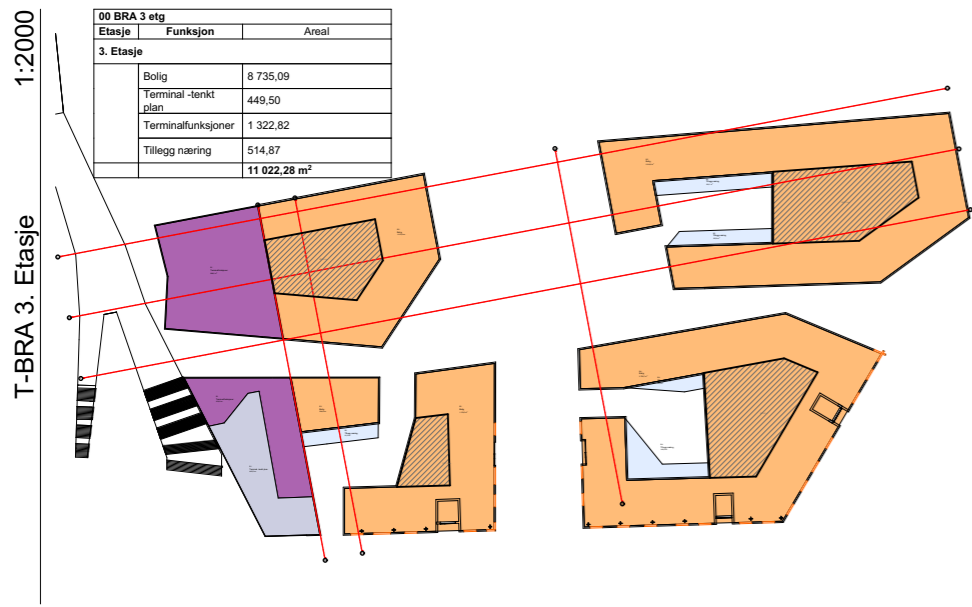 1:2000
T-BRA 3. Etasje
00 BRA 3 etg
Etasje Funksjon Areal
3. Etasje
Bolig 8 735,09
Terminal -tenkt
plan 449,50
Terminalfunksjoner 1 322,82
Tillegg næring 514,87
11 022,28 m²